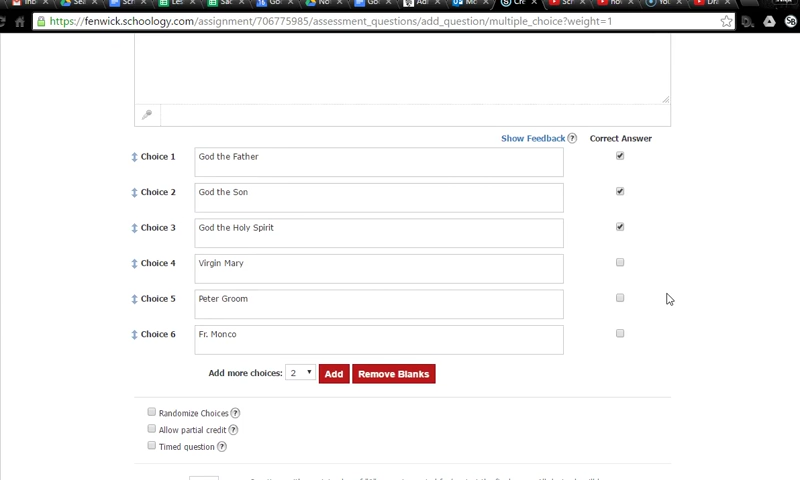 https://fenwick.schoology.com/assignment/706775985/assessment_questions/add_question/multiple_choice?weight=1
Show Feedback ? Correct Answer
Choice 1 God the Father
Choice 2 God the Son
Choice 3 God the Holy Spirit
Choice 4 Virgin Mary
Choice 5 Peter Groom
Choice 6 Fr. Monco
Add more choices: 2 Add Remove Blanks
Randomize Choices ?
Allow partial credit ?
Timed question ?